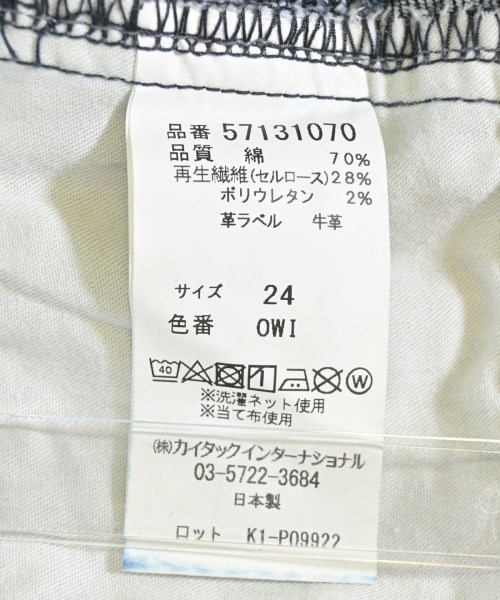 品番 57131070
品質 綿 70%
再生繊維(セルロース)28%
ポリウレタン 2%
革ラベル 牛革
サイズ 24
色番 OWI
40 W
※洗濯ネット使用
※当て布使用
(株)カイタックインターナショナル
03-5722-3684
日本製
ロット K1-P09922